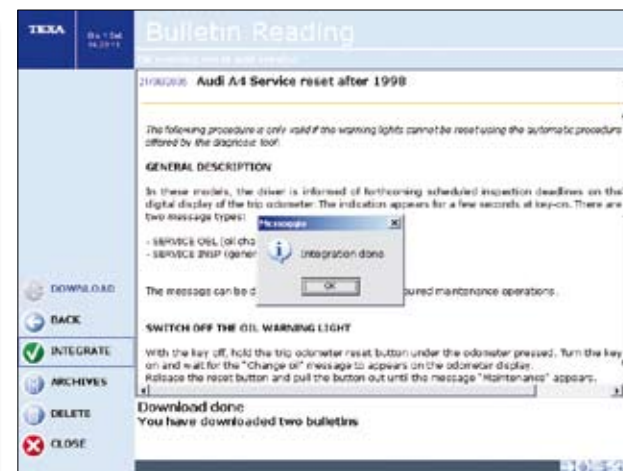 TEXA
Bulletin Reading
Audi A4 Service reset after 1998
The following procedure is only valid if the warning lights cannot be reset using the automatic procedure
offered by the diagnosis tool.
GENERAL DESCRIPTION
In these models, the driver is informed of forthcoming scheduled inspection deadlines on the
digital display of the trip odometer. The indication appears for a few seconds at key-on. There are
two message types:
- SERVICE OEL (oil cha
- SERVICE INSP (gener
Messaggio
Integration done
OK
The message can be d
oured maintenance operations.
SWITCH OFF THE OIL WARNING LIGHT
With the key off, hold the trip odometer reset button under the odometer pressed. Turn the key
on and wait for the "Change oil" message to appears on the odometer display.
Release the reset button and pull the button out until the message "Maintenance" appears.
DOWNLOAD
BACK
INTEGRATE
ARCHIVES
DELETE
CLOSE
Download done
You have downloaded two bulletins